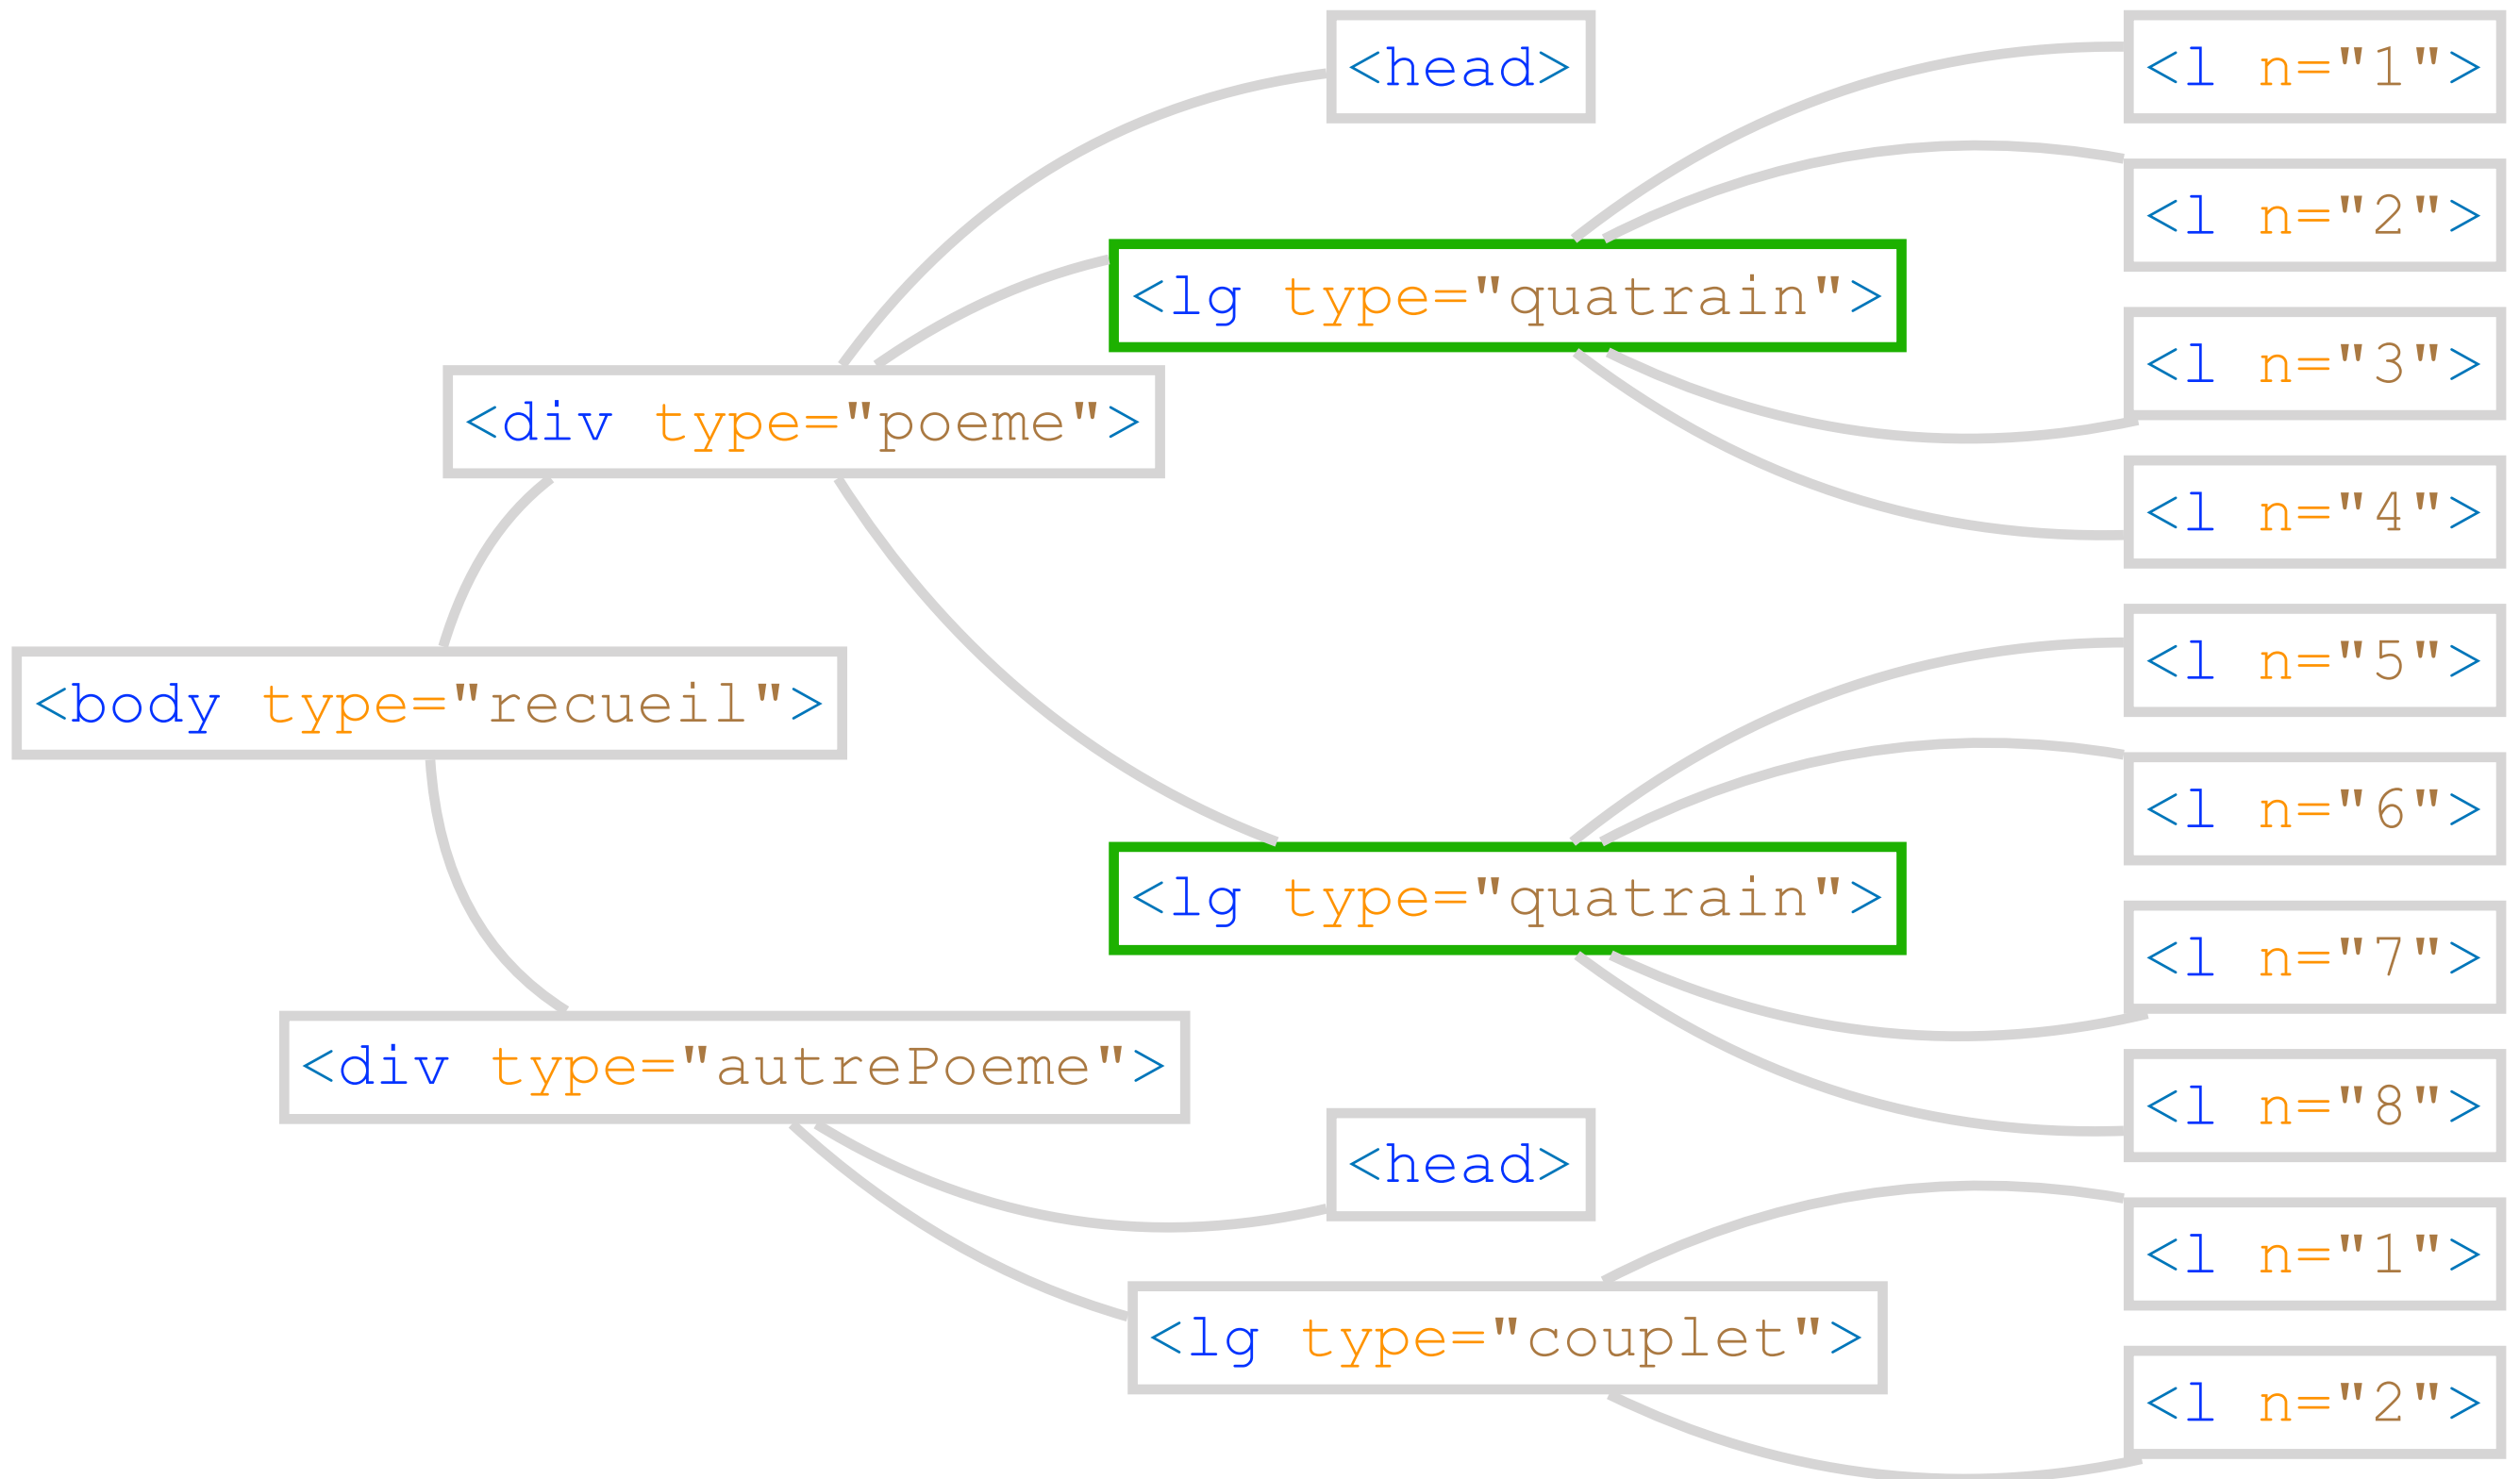 <head>
<l n="1">
<l n="2">
<lg type="quatrain">
<l n="3">
<div type="poeme">
<l n="4">
<l n="5">
<body type="recueil">
<l n="6">
<lg type="quatrain">
<l n="7">
<div type="autrePoeme">
<l n="8">
<head>
<l n="1">
<lg type="couplet">
<l n="2">